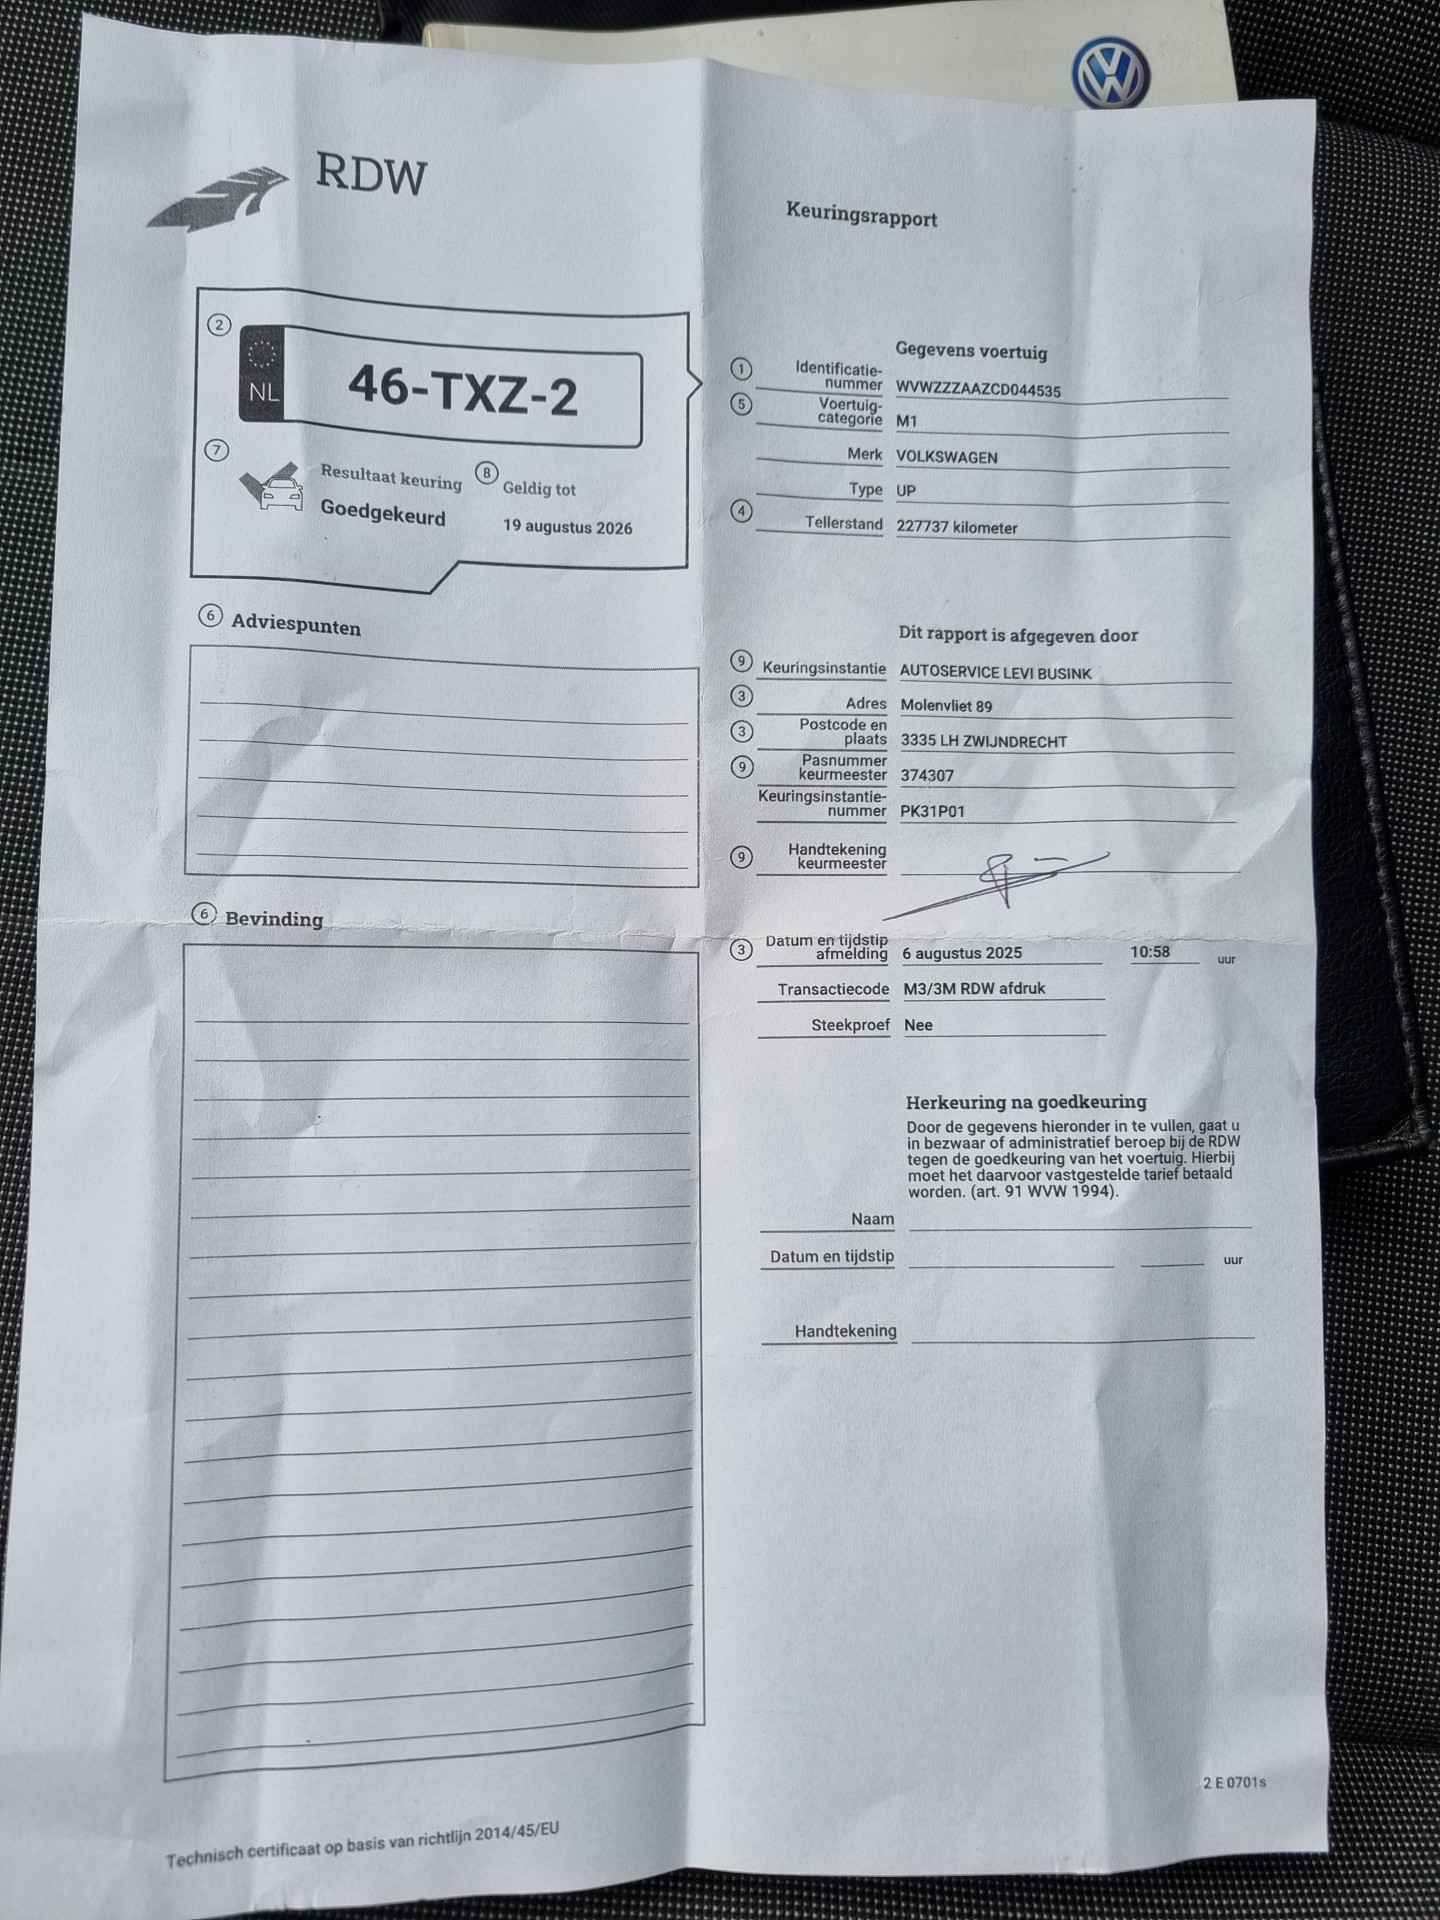 RDW
Keuringsrapport
2
NL
46-TXZ-2
7
Resultaat keuring
Goedgekeurd
8
Geldig tot
19 augustus 2026
6 Adviespunten
6 Bevinding
Gegevens voertuig
1 Identificatie-
nummer WVWZZZAAZCD044535
5 Voertuig-
categorie M1
Merk VOLKSWAGEN
Type UP
4 Tellerstand 227737 kilometer
Dit rapport is afgegeven door
9 Keuringsinstantie AUTOSERVICE LEVI BUSINK
3 Adres Molenvliet 89
3 Postcode en
plaats 3335 LH ZWIJNDRECHT
9 Pasnummer
keurmeester 374307
Keuringsinstantie-
nummer PK31P01
9 Handtekening
keurmeester
3 Datum en tijdstip
afmelding 6 augustus 2025 10:58 uur
Transactiecode M3/3M RDW afdruk
Steekproef Nee
Herkeuring na goedkeuring
Door de gegevens hieronder in te vullen, gaat u
in bezwaar of administratief beroep bij de RDW
tegen de goedkeuring van het voertuig. Hierbij
moet het daarvoor vastgestelde tarief betaald
worden. (art. 91 WVW 1994).
Naam
Datum en tijdstip uur
Handtekening
2 E 0701s
Technisch certificaat op basis van richtlijn 2014/45/EU